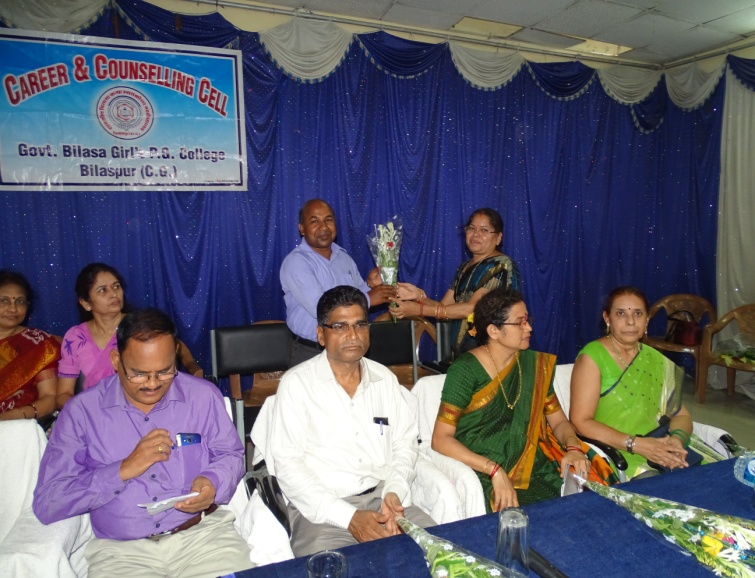 CAREER & COUNSELLING CELL
Govt. Bilasa Girl's P.G. College
Bilaspur (C.G.)